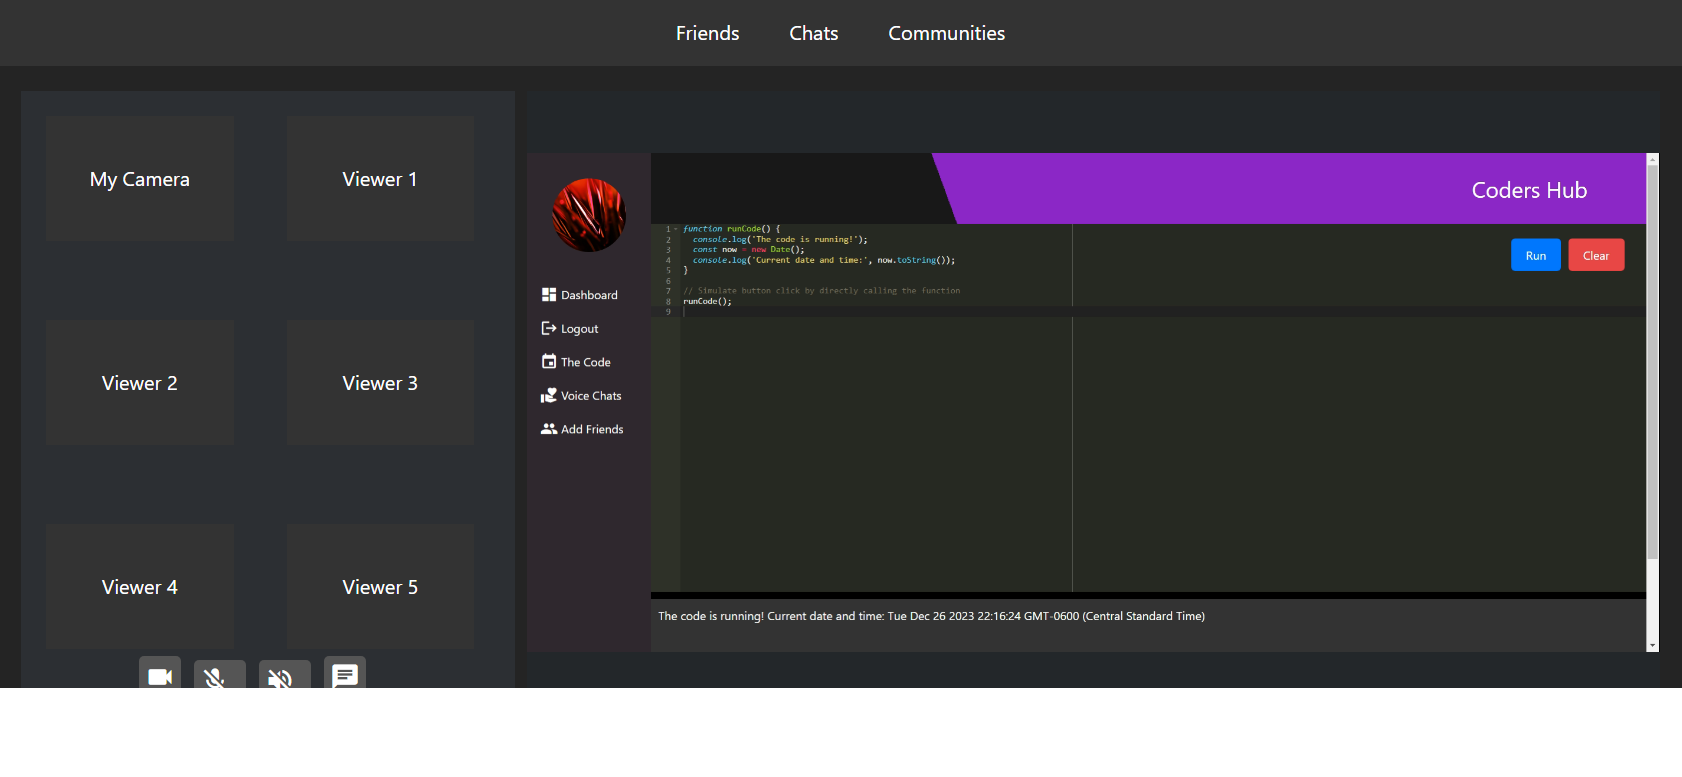 Friends Chats Communities
My Camera Viewer 1
Viewer 2 Viewer 3
Viewer 4 Viewer 5
Coders Hub
Dashboard
Logout
The Code
Voice Chats
Add Friends
Run Clear
1 function runCode() {
2 console.log('The code is running!');
3 const now = new Date();
4 console.log('Current date and time:', now.toString());
5 }
6
7 // Simulate button click by directly calling the function
8 runCode();
9
The code is running! Current date and time: Tue Dec 26 2023 22:16:24 GMT-0600 (Central Standard Time)